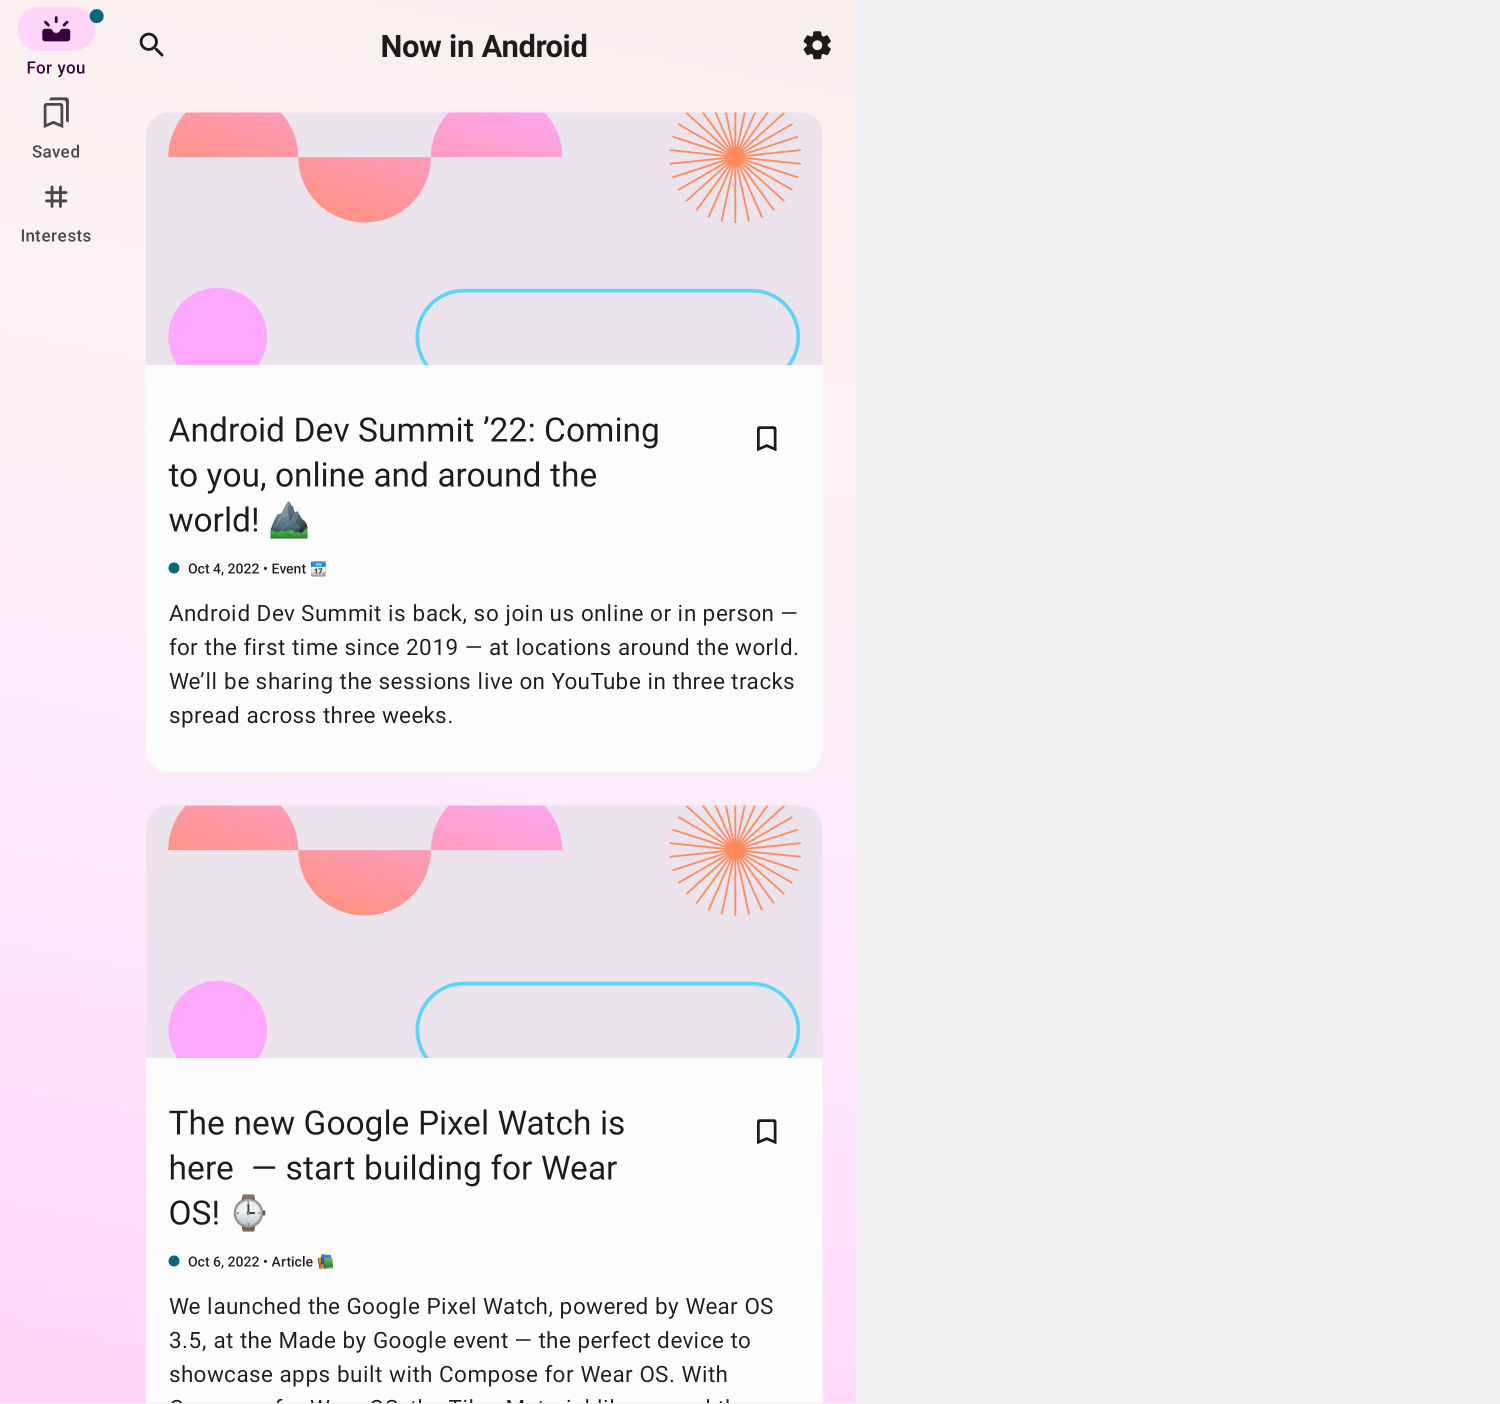 For you
Saved
Interests
Now in Android
Android Dev Summit ’22: Coming
to you, online and around the
world! ⛰️
Oct 4, 2022 • Event 📆
Android Dev Summit is back, so join us online or in person —
for the first time since 2019 — at locations around the world.
We’ll be sharing the sessions live on YouTube in three tracks
spread across three weeks.
The new Google Pixel Watch is
here  — start building for Wear
OS! ⌚
Oct 6, 2022 • Article 📚
We launched the Google Pixel Watch, powered by Wear OS
3.5, at the Made by Google event — the perfect device to
showcase apps built with Compose for Wear OS. With